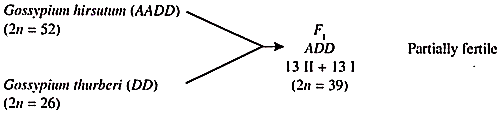 Gossypium hirsutum (AADD)
(2n = 52)
F₁
ADD
13 II + 13 I
(2n = 39)
Partially fertile
Gossypium thurberi (DD)
(2n = 26)